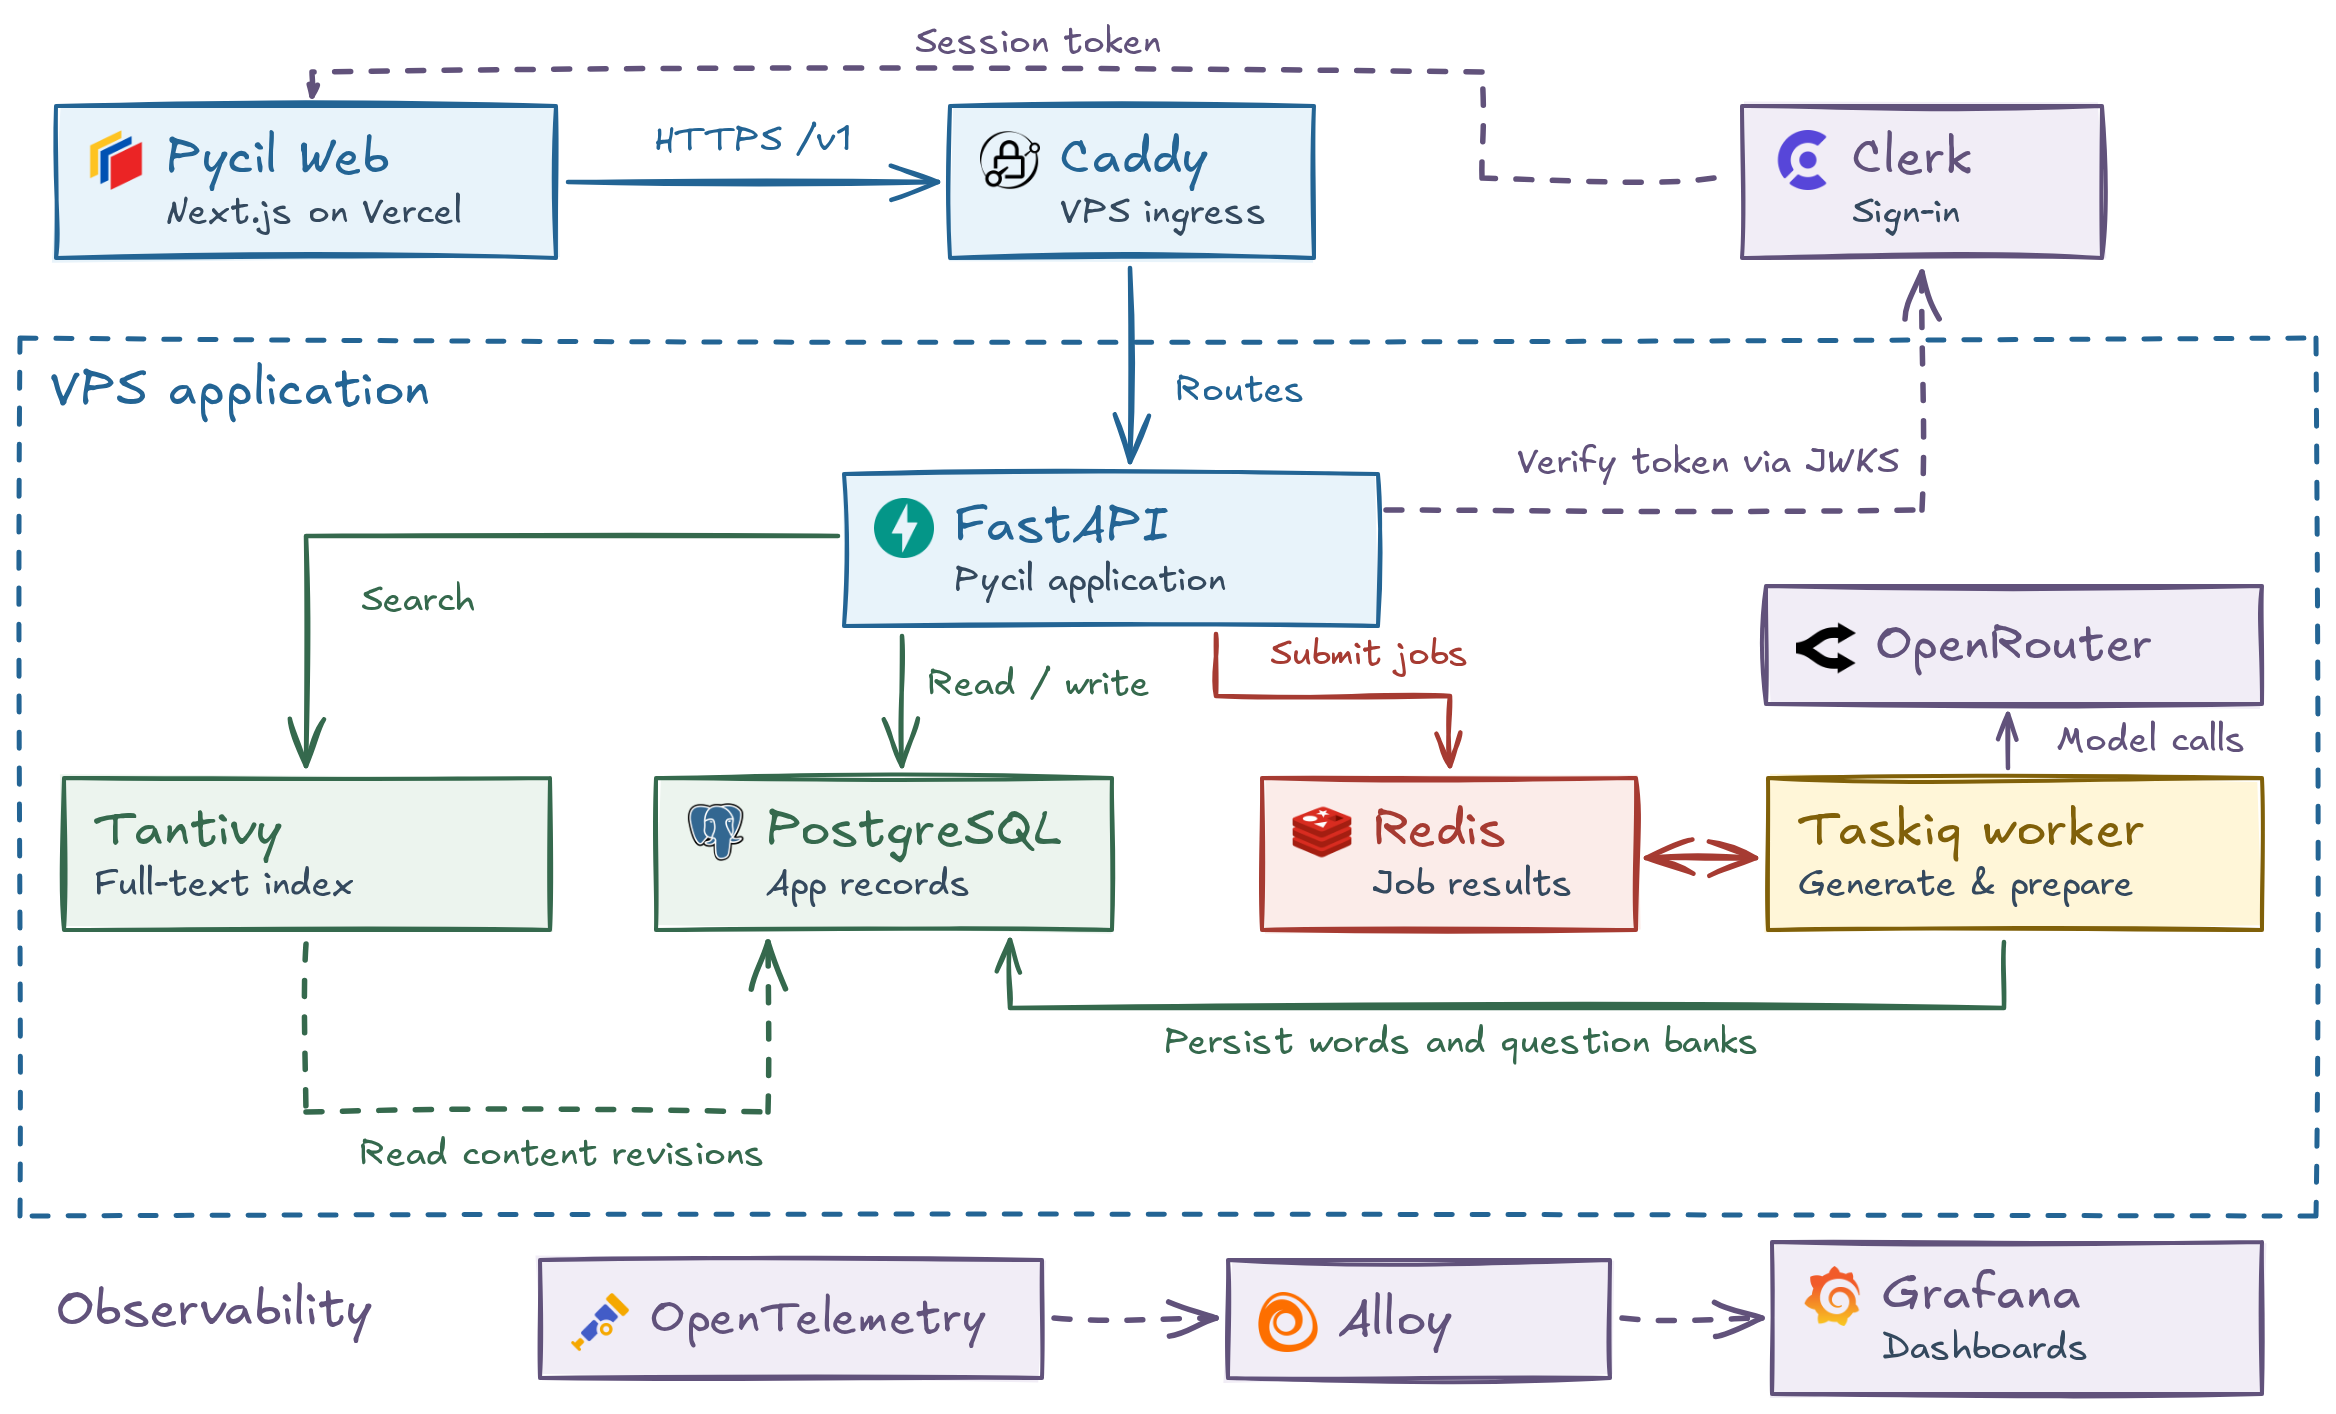 Session token
Pycil Web
Next.js on Vercel
HTTPS /v1
Caddy
VPS ingress
Clerk
Sign-in
VPS application
Routes
Verify token via JWKS
FastAPI
Pycil application
Search
Read / write
Submit jobs
OpenRouter
Model calls
Tantivy
Full-text index
PostgreSQL
App records
Redis
Job results
Taskiq worker
Generate & prepare
Persist words and question banks
Read content revisions
Observability
OpenTelemetry
Alloy
Grafana
Dashboards